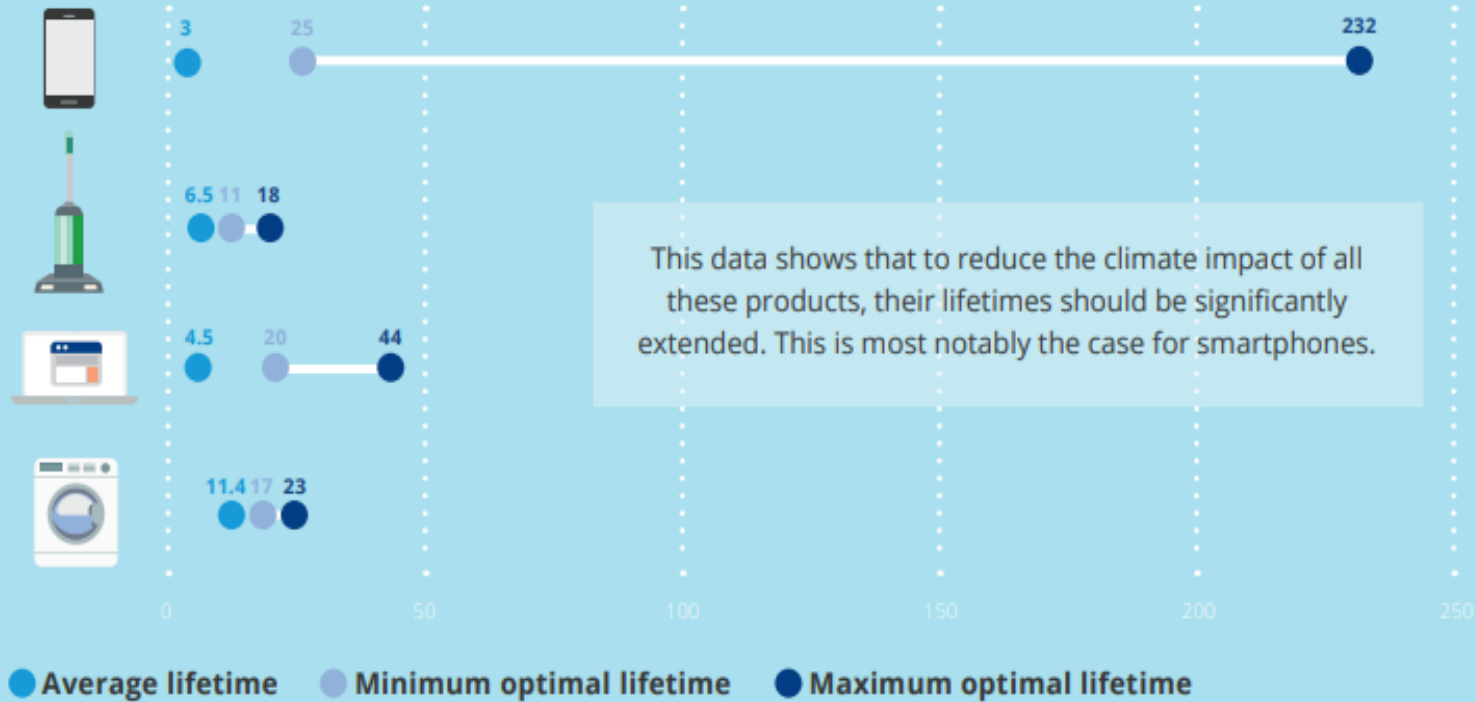 3 25 232
6.5 11 18
This data shows that to reduce the climate impact of all
these products, their lifetimes should be significantly
extended. This is most notably the case for smartphones.
4.5 20 44
11.4 17 23
0 50 100 150 200 250
Average lifetime Minimum optimal lifetime Maximum optimal lifetime